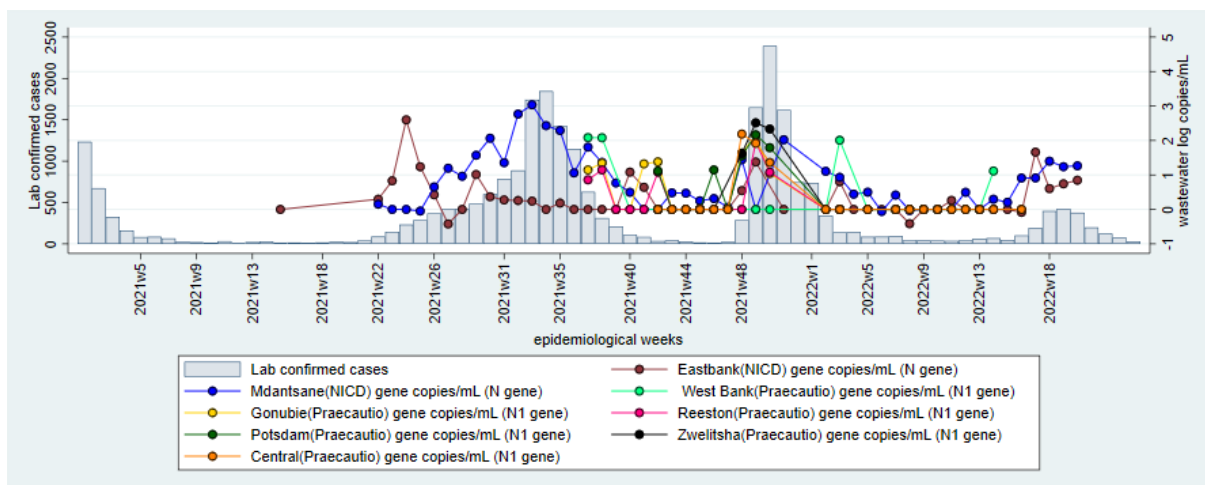 2500
2000
1500
1000
500
0
Lab confirmed cases
5
4
3
2
1
0
-1
wastewater log copies/mL
2021w5
2021w9
2021w13
2021w18
2021w22
2021w26
2021w31
2021w35
2021w40
2021w44
2021w48
2022w1
2022w5
2022w9
2022w13
2022w18
epidemiological weeks
Lab confirmed cases
Eastbank(NICD) gene copies/mL (N gene)
Mdantsane(NICD) gene copies/mL (N gene)
West Bank(Praecautio) gene copies/mL (N1 gene)
Gonubie(Praecautio) gene copies/mL (N1 gene)
Reeston(Praecautio) gene copies/mL (N1 gene)
Potsdam(Praecautio) gene copies/mL (N1 gene)
Zwelitsha(Praecautio) gene copies/mL (N1 gene)
Central(Praecautio) gene copies/mL (N1 gene)